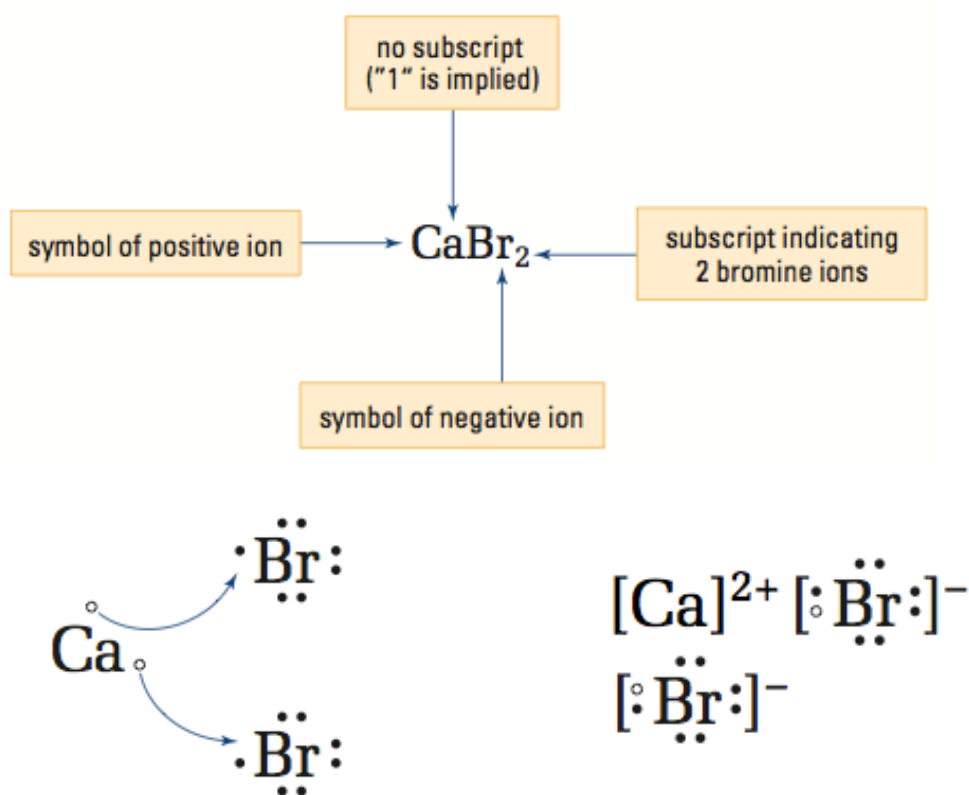 no subscript
("1" is implied)
symbol of positive ion
CaBr₂
subscript indicating
2 bromine ions
symbol of negative ion
Br
Ca
Br
[Ca]²⁺ [Br]⁻
[Br]⁻